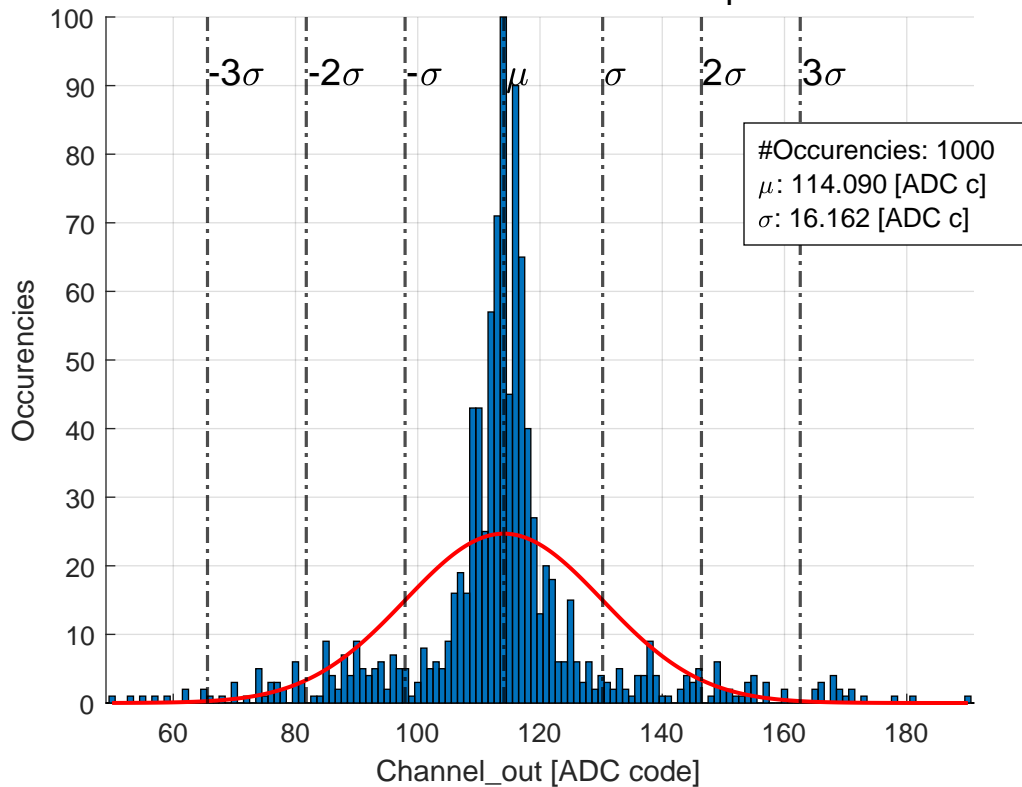 100
90
80
70
60
50
40
30
20
10
0
Occurencies
-3σ -2σ -σ μ σ 2σ 3σ
#Occurencies: 1000
μ: 114.090 [ADC c]
σ: 16.162 [ADC c]
60 80 100 120 140 160 180
Channel_out [ADC code]